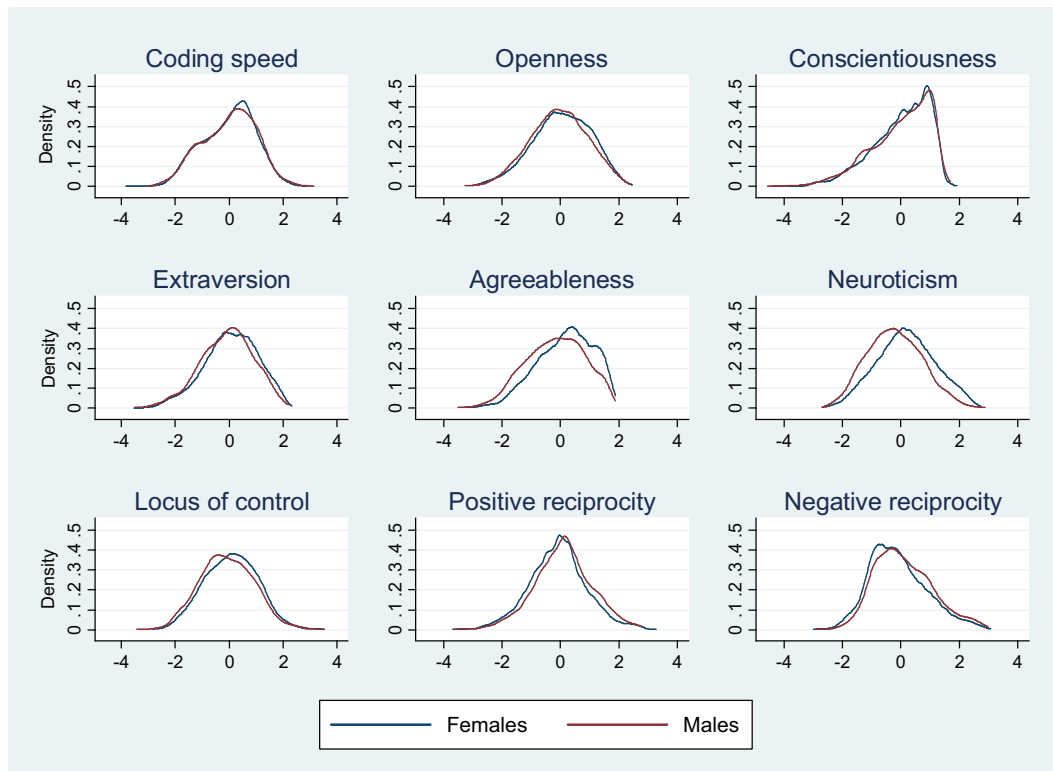 Coding speed Openness Conscientiousness
Density
.5 .5 .5
.4 .4 .4
.3 .3 .3
.2 .2 .2
.1 .1 .1
0 0 0
-4 -2 0 2 4 -4 -2 0 2 4 -4 -2 0 2 4
Extraversion Agreeableness Neuroticism
Density
.5 .5 .5
.4 .4 .4
.3 .3 .3
.2 .2 .2
.1 .1 .1
0 0 0
-4 -2 0 2 4 -4 -2 0 2 4 -4 -2 0 2 4
Locus of control Positive reciprocity Negative reciprocity
Density
.5 .5 .5
.4 .4 .4
.3 .3 .3
.2 .2 .2
.1 .1 .1
0 0 0
-4 -2 0 2 4 -4 -2 0 2 4 -4 -2 0 2 4
Females Males